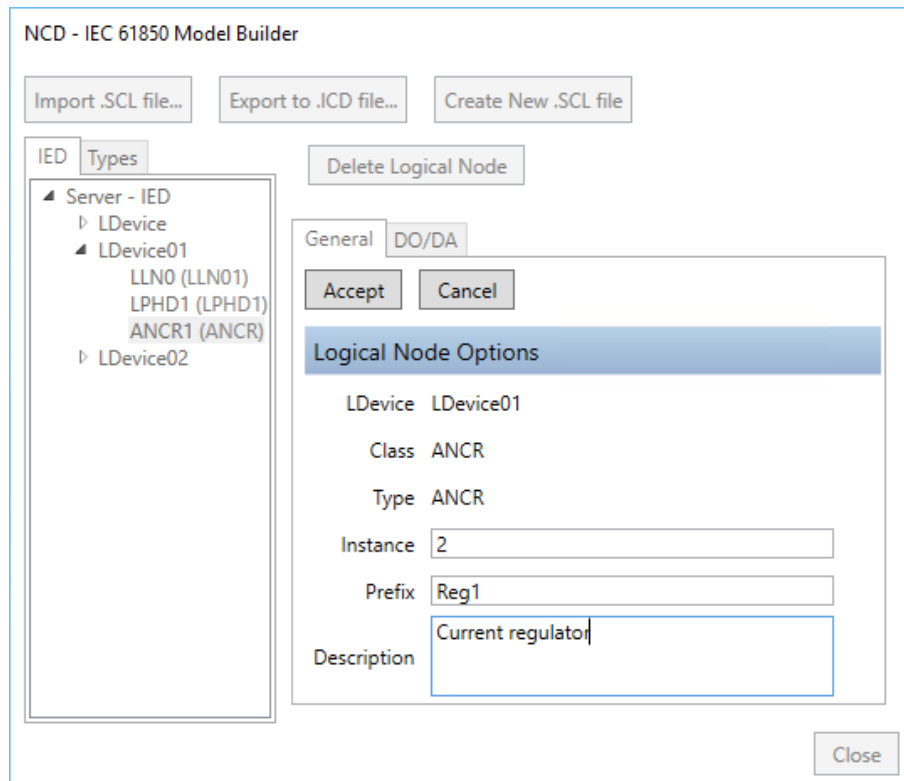 NCD - IEC 61850 Model Builder
Import .SCL file... Export to .ICD file... Create New .SCL file
IED Types
Server - IED
LDevice
LDevice01
LLN0 (LLN01)
LPHD1 (LPHD1)
ANCR1 (ANCR)
LDevice02
Delete Logical Node
General DO/DA
Accept Cancel
Logical Node Options
LDevice LDevice01
Class ANCR
Type ANCR
Instance 2
Prefix Reg1
Description Current regulator
Close